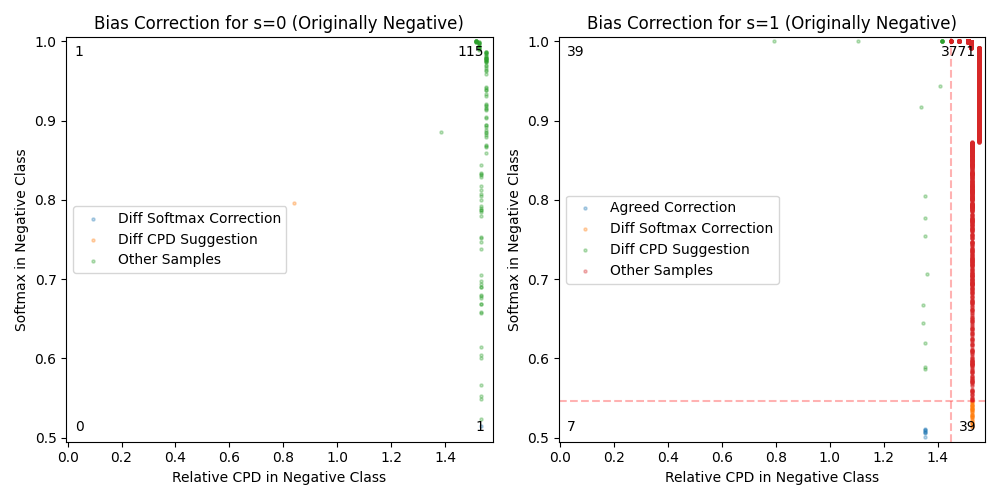 Bias Correction for s=0 (Originally Negative)
1
115
Diff Softmax Correction
Diff CPD Suggestion
Other Samples
0
1
1.0
0.9
0.8
0.7
0.6
0.5
Softmax in Negative Class
0.0 0.2 0.4 0.6 0.8 1.0 1.2 1.4
Relative CPD in Negative Class
Bias Correction for s=1 (Originally Negative)
39
3771
Agreed Correction
Diff Softmax Correction
Diff CPD Suggestion
Other Samples
7
39
1.0
0.9
0.8
0.7
0.6
0.5
Softmax in Negative Class
0.0 0.2 0.4 0.6 0.8 1.0 1.2 1.4
Relative CPD in Negative Class